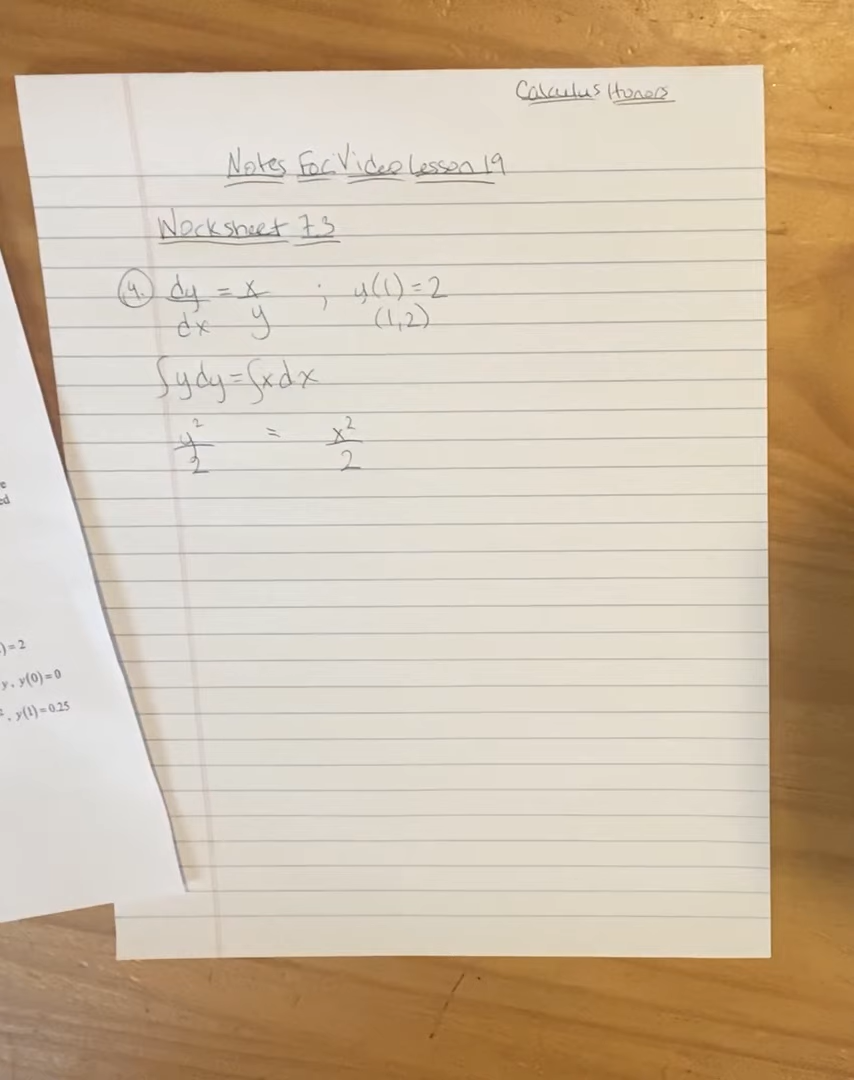 Calculus Honors
Notes For Video Lesson 19
Worksheet 7.3
4. dy/dx = x/y ; y(1) = 2
(1,2)
∫y dy = ∫x dx
y²/2 = x²/2
ed
) = 2
y, y(0) = 0
, y(1) = 0.25